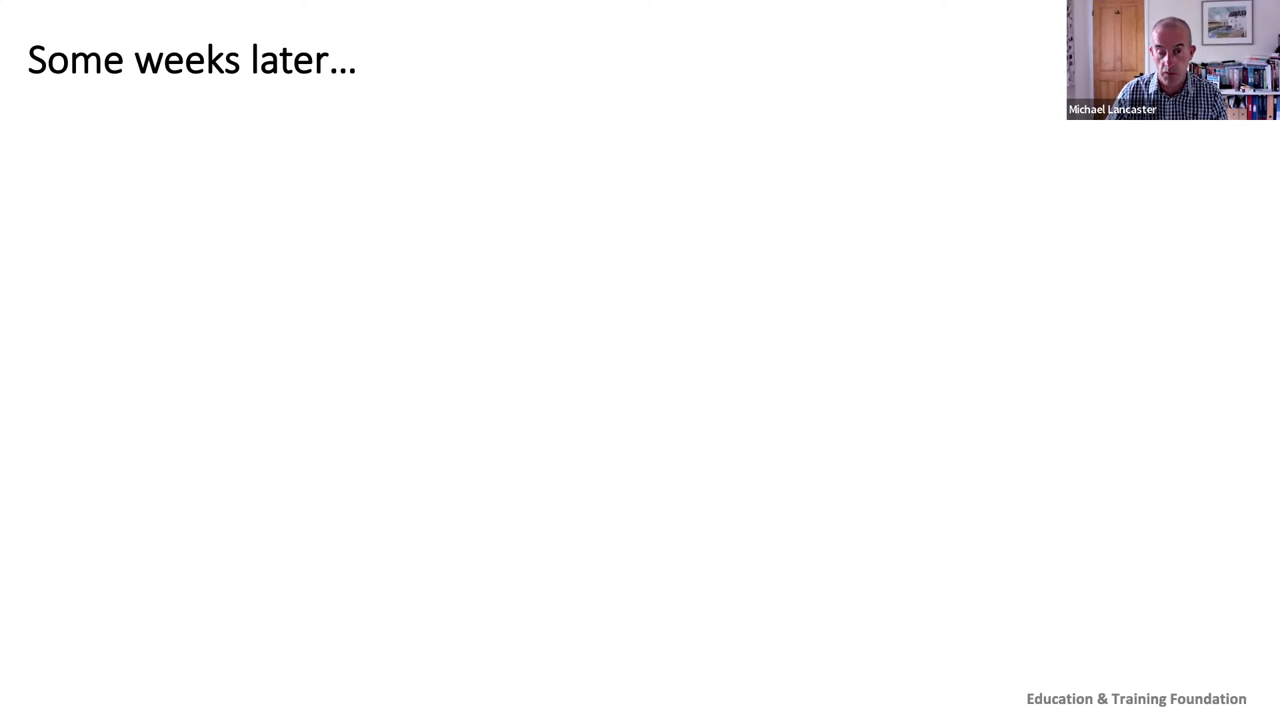 Some weeks later...
Michael Lancaster
Education & Training Foundation